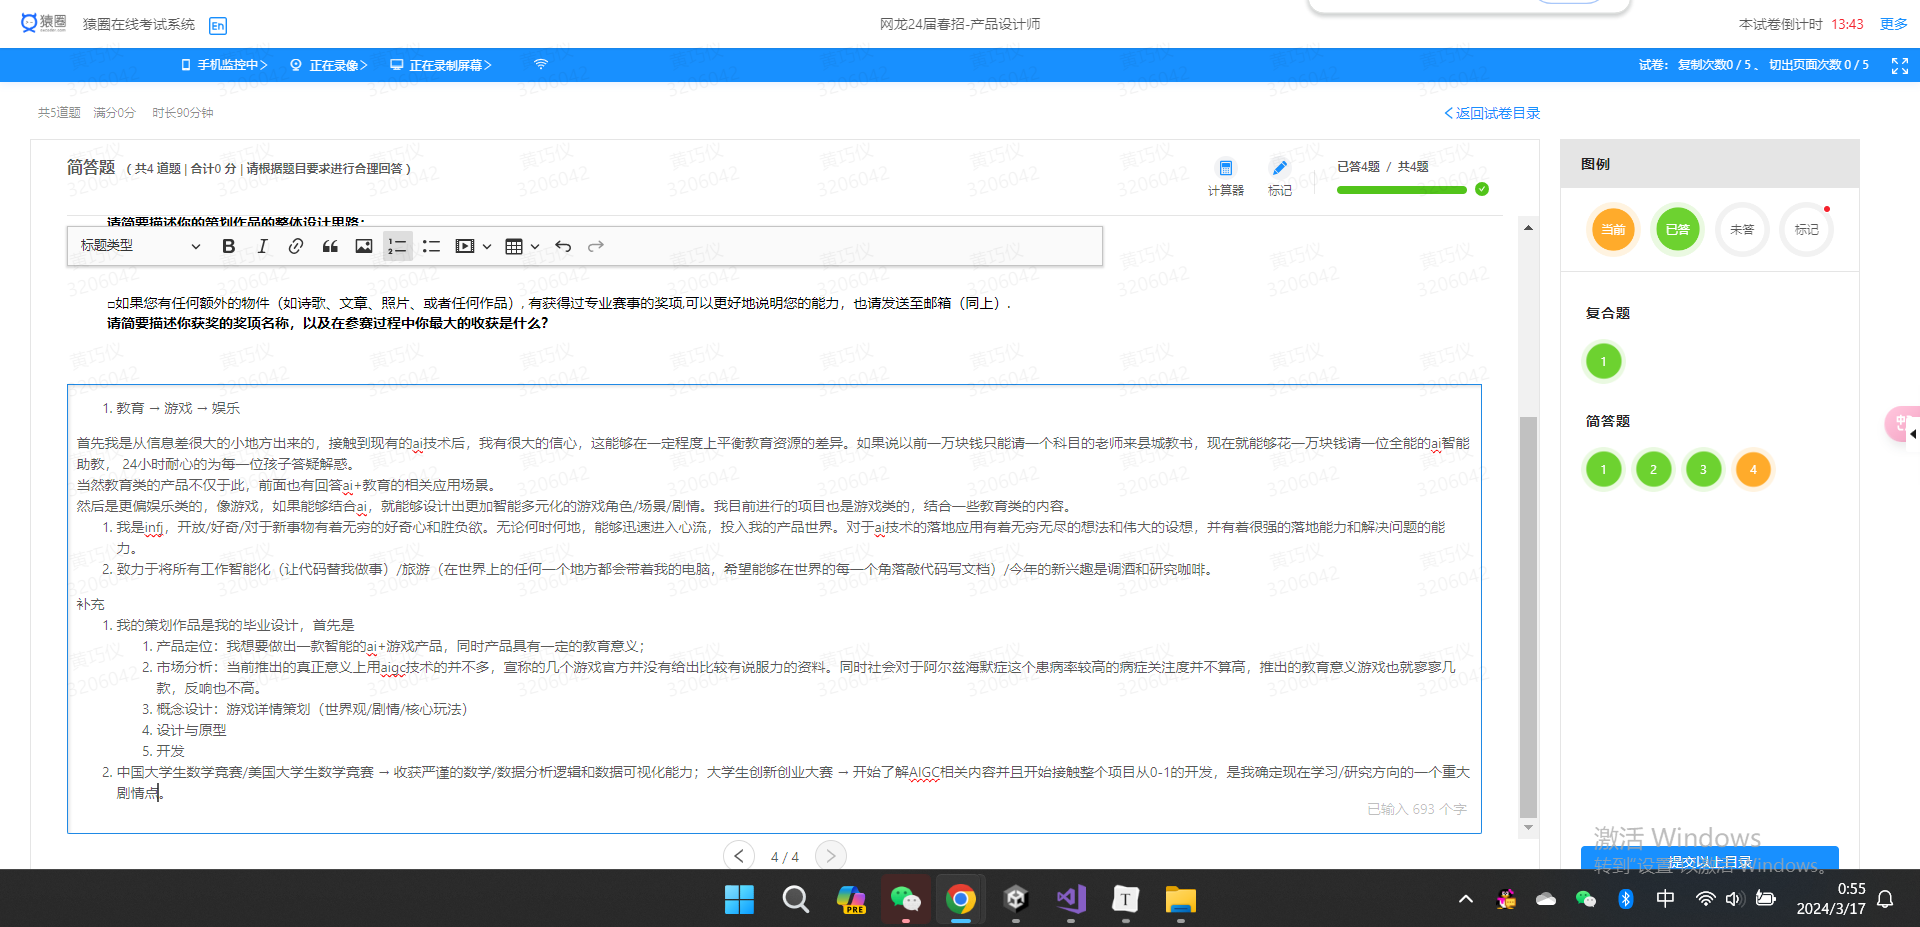 猿圈 猿圈在线考试系统 En 网龙24届春招-产品设计师 本试卷倒计时 13:43 更多
手机监控中> 正在录像> 正在录制屏幕> 试卷： 复制次数0 / 5 、 切出页面次数 0 / 5
共5道题 满分0分 时长90分钟 <返回试卷目录
简答题 （ 共4 道题 | 合计0 分 | 请根据题目要求进行合理回答 ） 计算器 标记 已答4题 / 共4题
图例
当前 已答 未答 标记
请简要描述你的策划作品的整体设计思路：
标题类型
□如果您有任何额外的物件（如诗歌、文章、照片、或者任何作品）, 有获得过专业赛事的奖项,可以更好地说明您的能力，也请发送至邮箱（同上）.
请简要描述你获奖的奖项名称，以及在参赛过程中你最大的收获是什么？
1. 教育 → 游戏 → 娱乐
首先我是从信息差很大的小地方出来的，接触到现有的ai技术后，我有很大的信心，这能够在一定程度上平衡教育资源的差异。如果说以前一万块钱只能请一个科目的老师来县城教书，现在就能够花一万块钱请一位全能的ai智能
助教， 24小时耐心的为每一位孩子答疑解惑。
当然教育类的产品不仅于此，前面也有回答ai+教育的相关应用场景。
然后是更偏娱乐类的，像游戏，如果能够结合ai，就能够设计出更加智能多元化的游戏角色/场景/剧情。我目前进行的项目也是游戏类的，结合一些教育类的内容。
1. 我是infj，开放/好奇/对于新事物有着无穷的好奇心和胜负欲。无论何时何地，能够迅速进入心流，投入我的产品世界。对于ai技术的落地应用有着无穷无尽的想法和伟大的设想，并有着很强的落地能力和解决问题的能
力。
2. 致力于将所有工作智能化（让代码替我做事）/旅游（在世界上的任何一个地方都会带着我的电脑，希望能够在世界的每一个角落敲代码写文档）/今年的新兴趣是调酒和研究咖啡。
补充
1. 我的策划作品是我的毕业设计，首先是
1. 产品定位：我想要做出一款智能的ai+游戏产品，同时产品具有一定的教育意义；
2. 市场分析：当前推出的真正意义上用aigc技术的并不多，宣称的几个游戏官方并没有给出比较有说服力的资料。同时社会对于阿尔兹海默症这个患病率较高的病症关注度并不算高，推出的教育意义游戏也就寥寥几
款，反响也不高。
3. 概念设计：游戏详情策划（世界观/剧情/核心玩法）
4. 设计与原型
5. 开发
2. 中国大学生数学竞赛/美国大学生数学竞赛 → 收获严谨的数学/数据分析逻辑和数据可视化能力；大学生创新创业大赛 → 开始了解AIGC相关内容并且开始接触整个项目从0-1的开发，是我确定现在学习/研究方向的一个重大
剧情点。
已输入 693 个字
4 / 4
复合题
1
简答题
1 2 3 4
激活 Windows
转到"设置"以激活 Windows。
提交以上目录
黄巧仪
3206042
PRE
T
中
0:55
2024/3/17